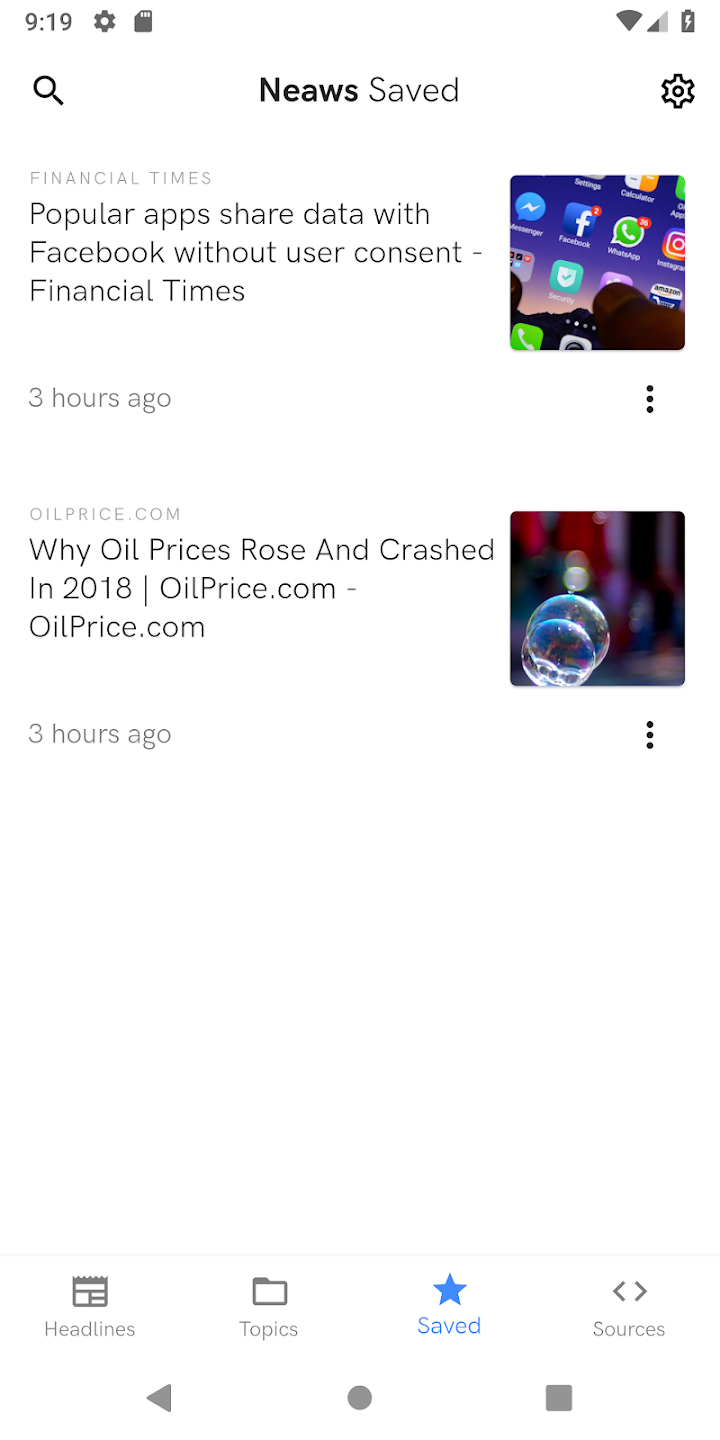 9:19
Neaws Saved
FINANCIAL TIMES
Popular apps share data with
Facebook without user consent -
Financial Times
Settings
Calculator
Messenger
Facebook
2
WhatsApp
36
Security
amazon
3 hours ago
OILPRICE.COM
Why Oil Prices Rose And Crashed
In 2018 | OilPrice.com -
OilPrice.com
3 hours ago
Headlines
Topics
Saved
Sources